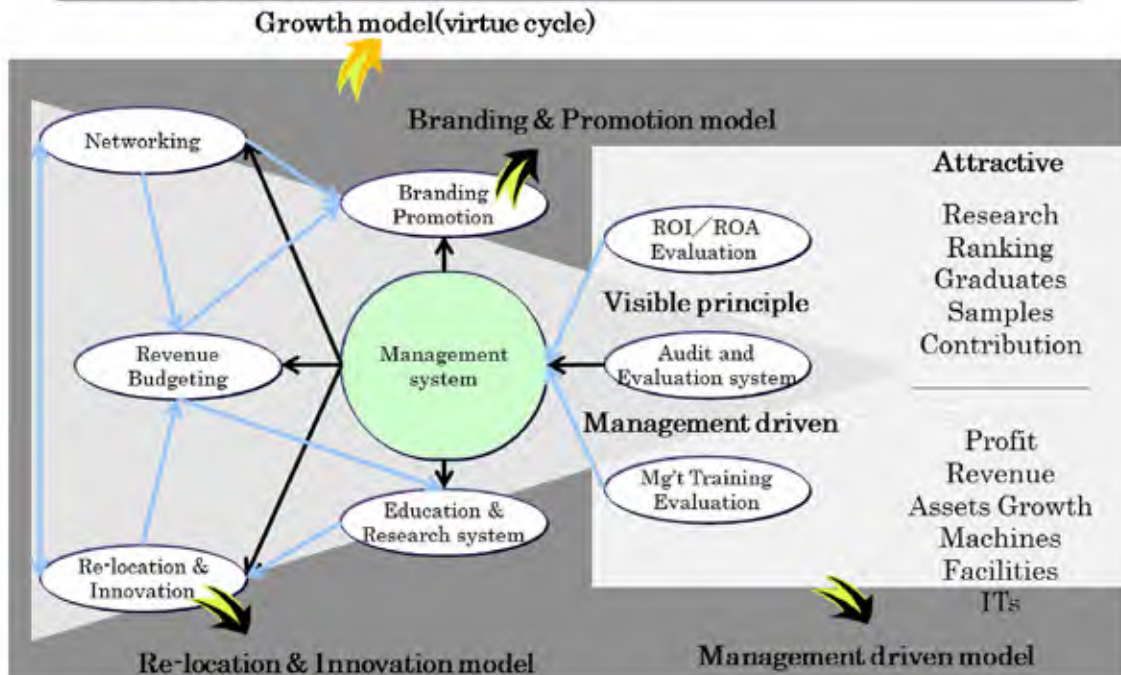 Growth model(virtue cycle)
Branding & Promotion model
Networking
Branding
Promotion
Attractive
Research
Ranking
Graduates
Samples
Contribution
ROI/ROA
Evaluation
Visible principle
Revenue
Budgeting
Management
system
Audit and
Evaluation system
Management driven
Mg't Training
Evaluation
Profit
Revenue
Assets Growth
Machines
Facilities
ITs
Education &
Research system
Re-location &
Innovation
Re-location & Innovation model
Management driven model